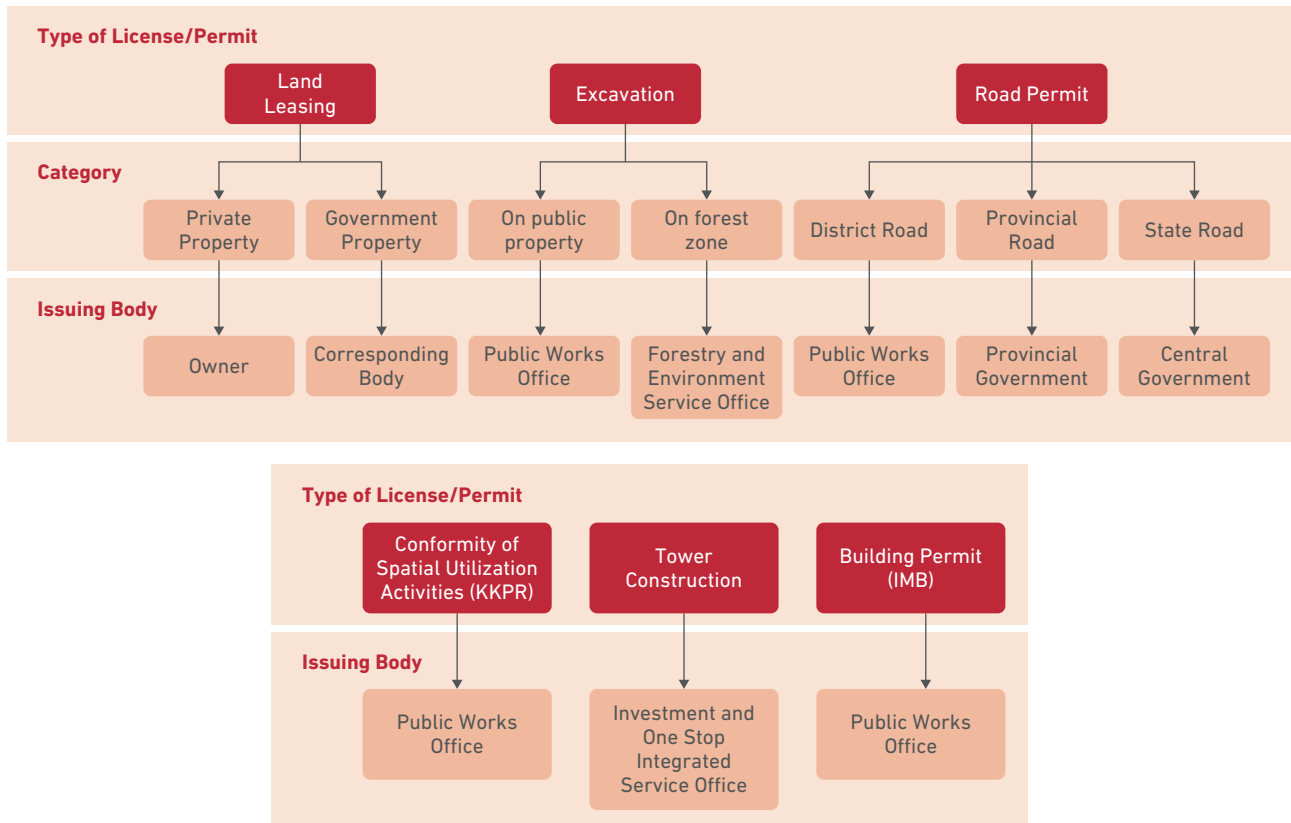 Type of License/Permit
Land
Leasing
Excavation
Road Permit
Category
Private
Property
Government
Property
On public
property
On forest
zone
District Road
Provincial
Road
State Road
Issuing Body
Owner
Corresponding
Body
Public Works
Office
Forestry and
Environment
Service Office
Public Works
Office
Provincial
Government
Central
Government
Type of License/Permit
Conformity of
Spatial Utilization
Activities (KKPR)
Tower
Construction
Building Permit
(IMB)
Issuing Body
Public Works
Office
Investment and
One Stop
Integrated
Service Office
Public Works
Office